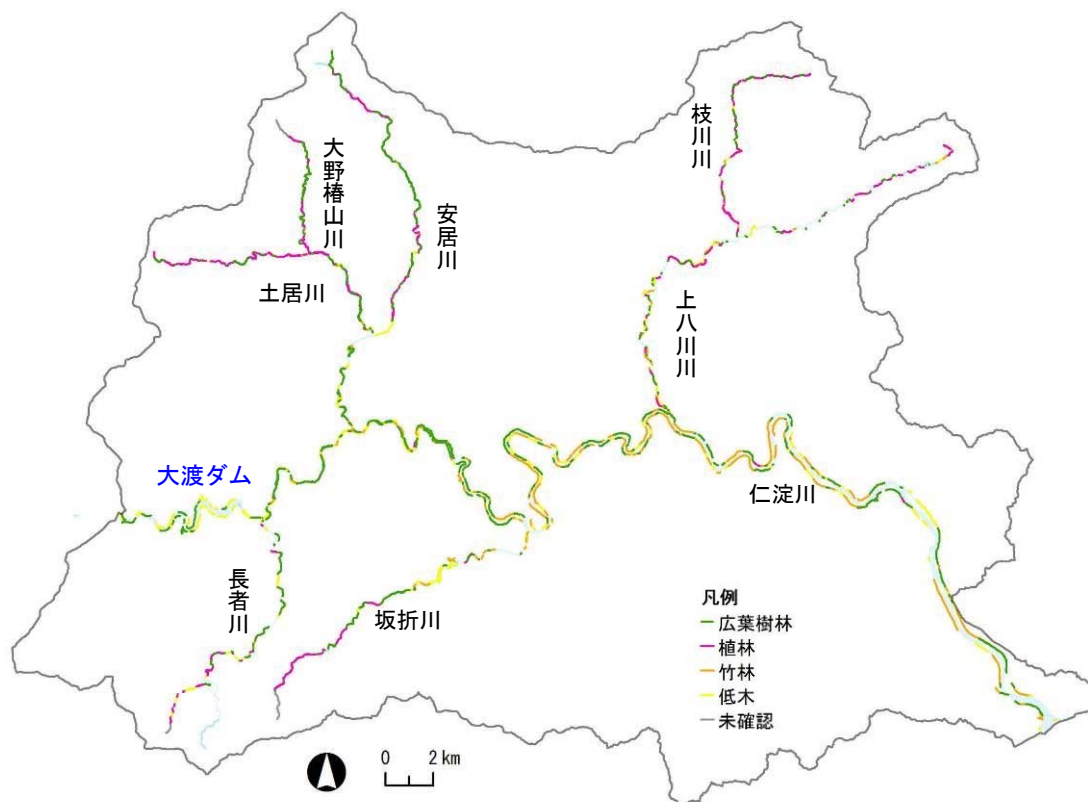 枝川川
大野椿山川
安居川
土居川
上八川川
大渡ダム
仁淀川
長者川
坂折川
凡例
広葉樹林
植林
竹林
低木
未確認
0 2 km